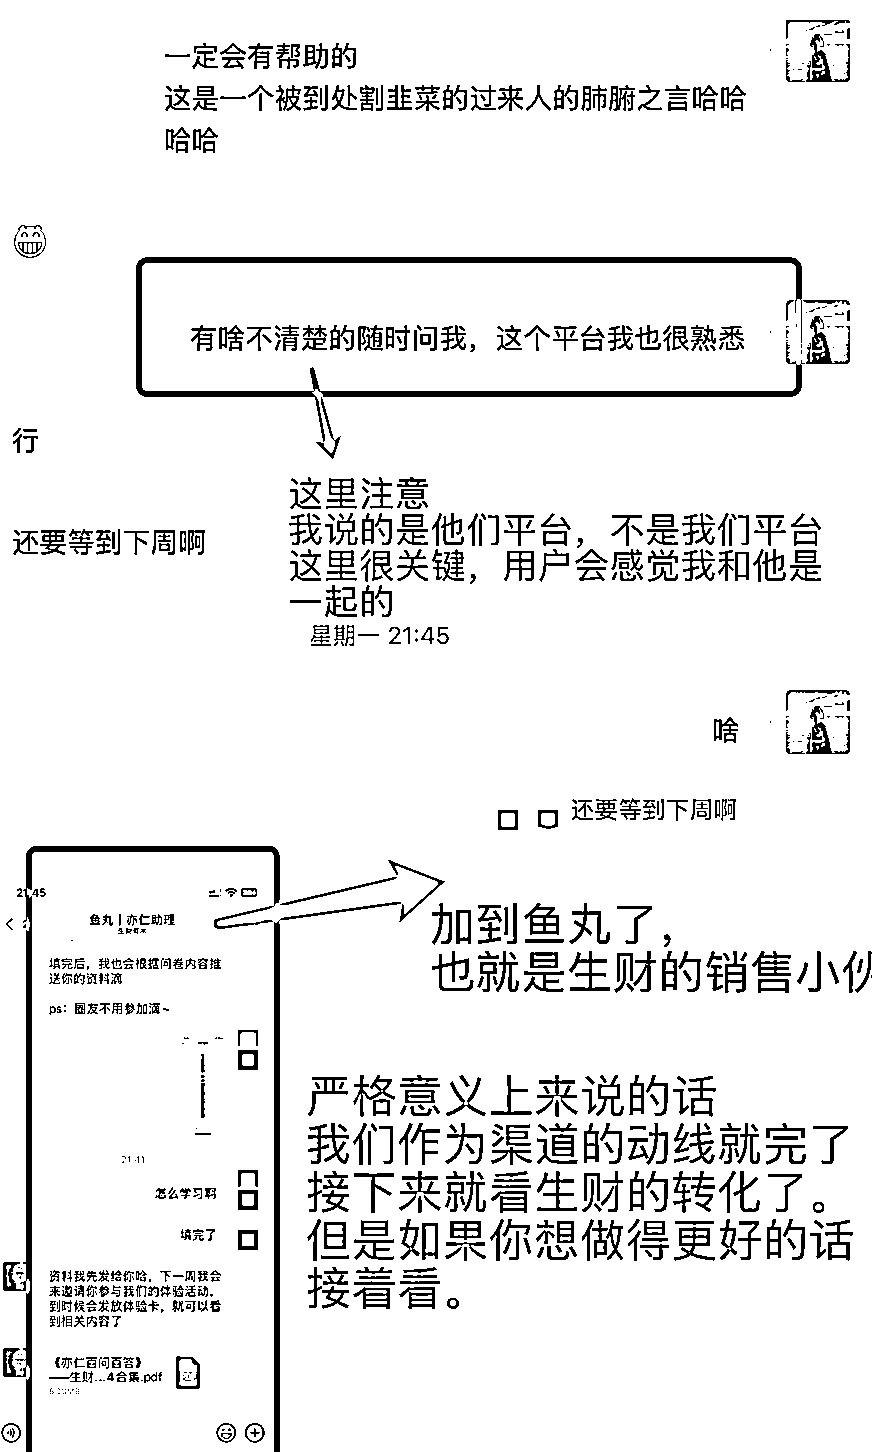 一定会有帮助的
这是一个被到处割韭菜的过来人的肺腑之言哈哈
哈哈
有啥不清楚的随时问我，这个平台我也很熟悉
行
这里注意
我说的是他们平台，不是我们平台
这里很关键，用户会感觉我和他是
一起的
还要等到下周啊
星期一 21:45
啥
还要等到下周啊
21:45
鱼丸丨亦仁助理
加到鱼丸了，
也就是生财的销售小伙
填完后，我也会根据问卷内容推
送你的资料滴
ps：圈友不用参加滴~
严格意义上来说的话
我们作为渠道的动线就完了
接下来就看生财的转化了。
但是如果你想做得更好的话
接着看。
21:41
怎么学习啊
填完了
资料我先发给你哈，下一周我会
来邀请你参与我们的体验活动，
到时候会发放体验卡，就可以看
到相关内容了
《亦仁百问百答》
——生财...4合集.pdf